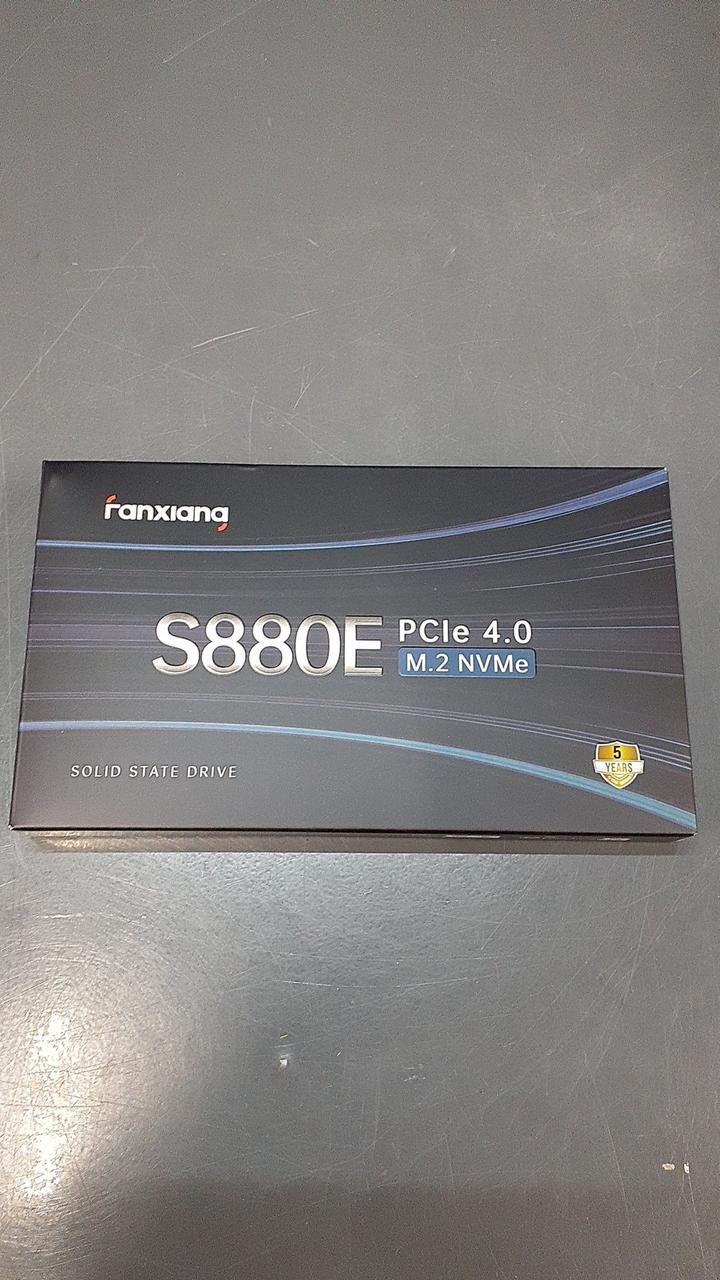 fanxiang
S880E PCIe 4.0
M.2 NVMe
SOLID STATE DRIVE
5
YEARS